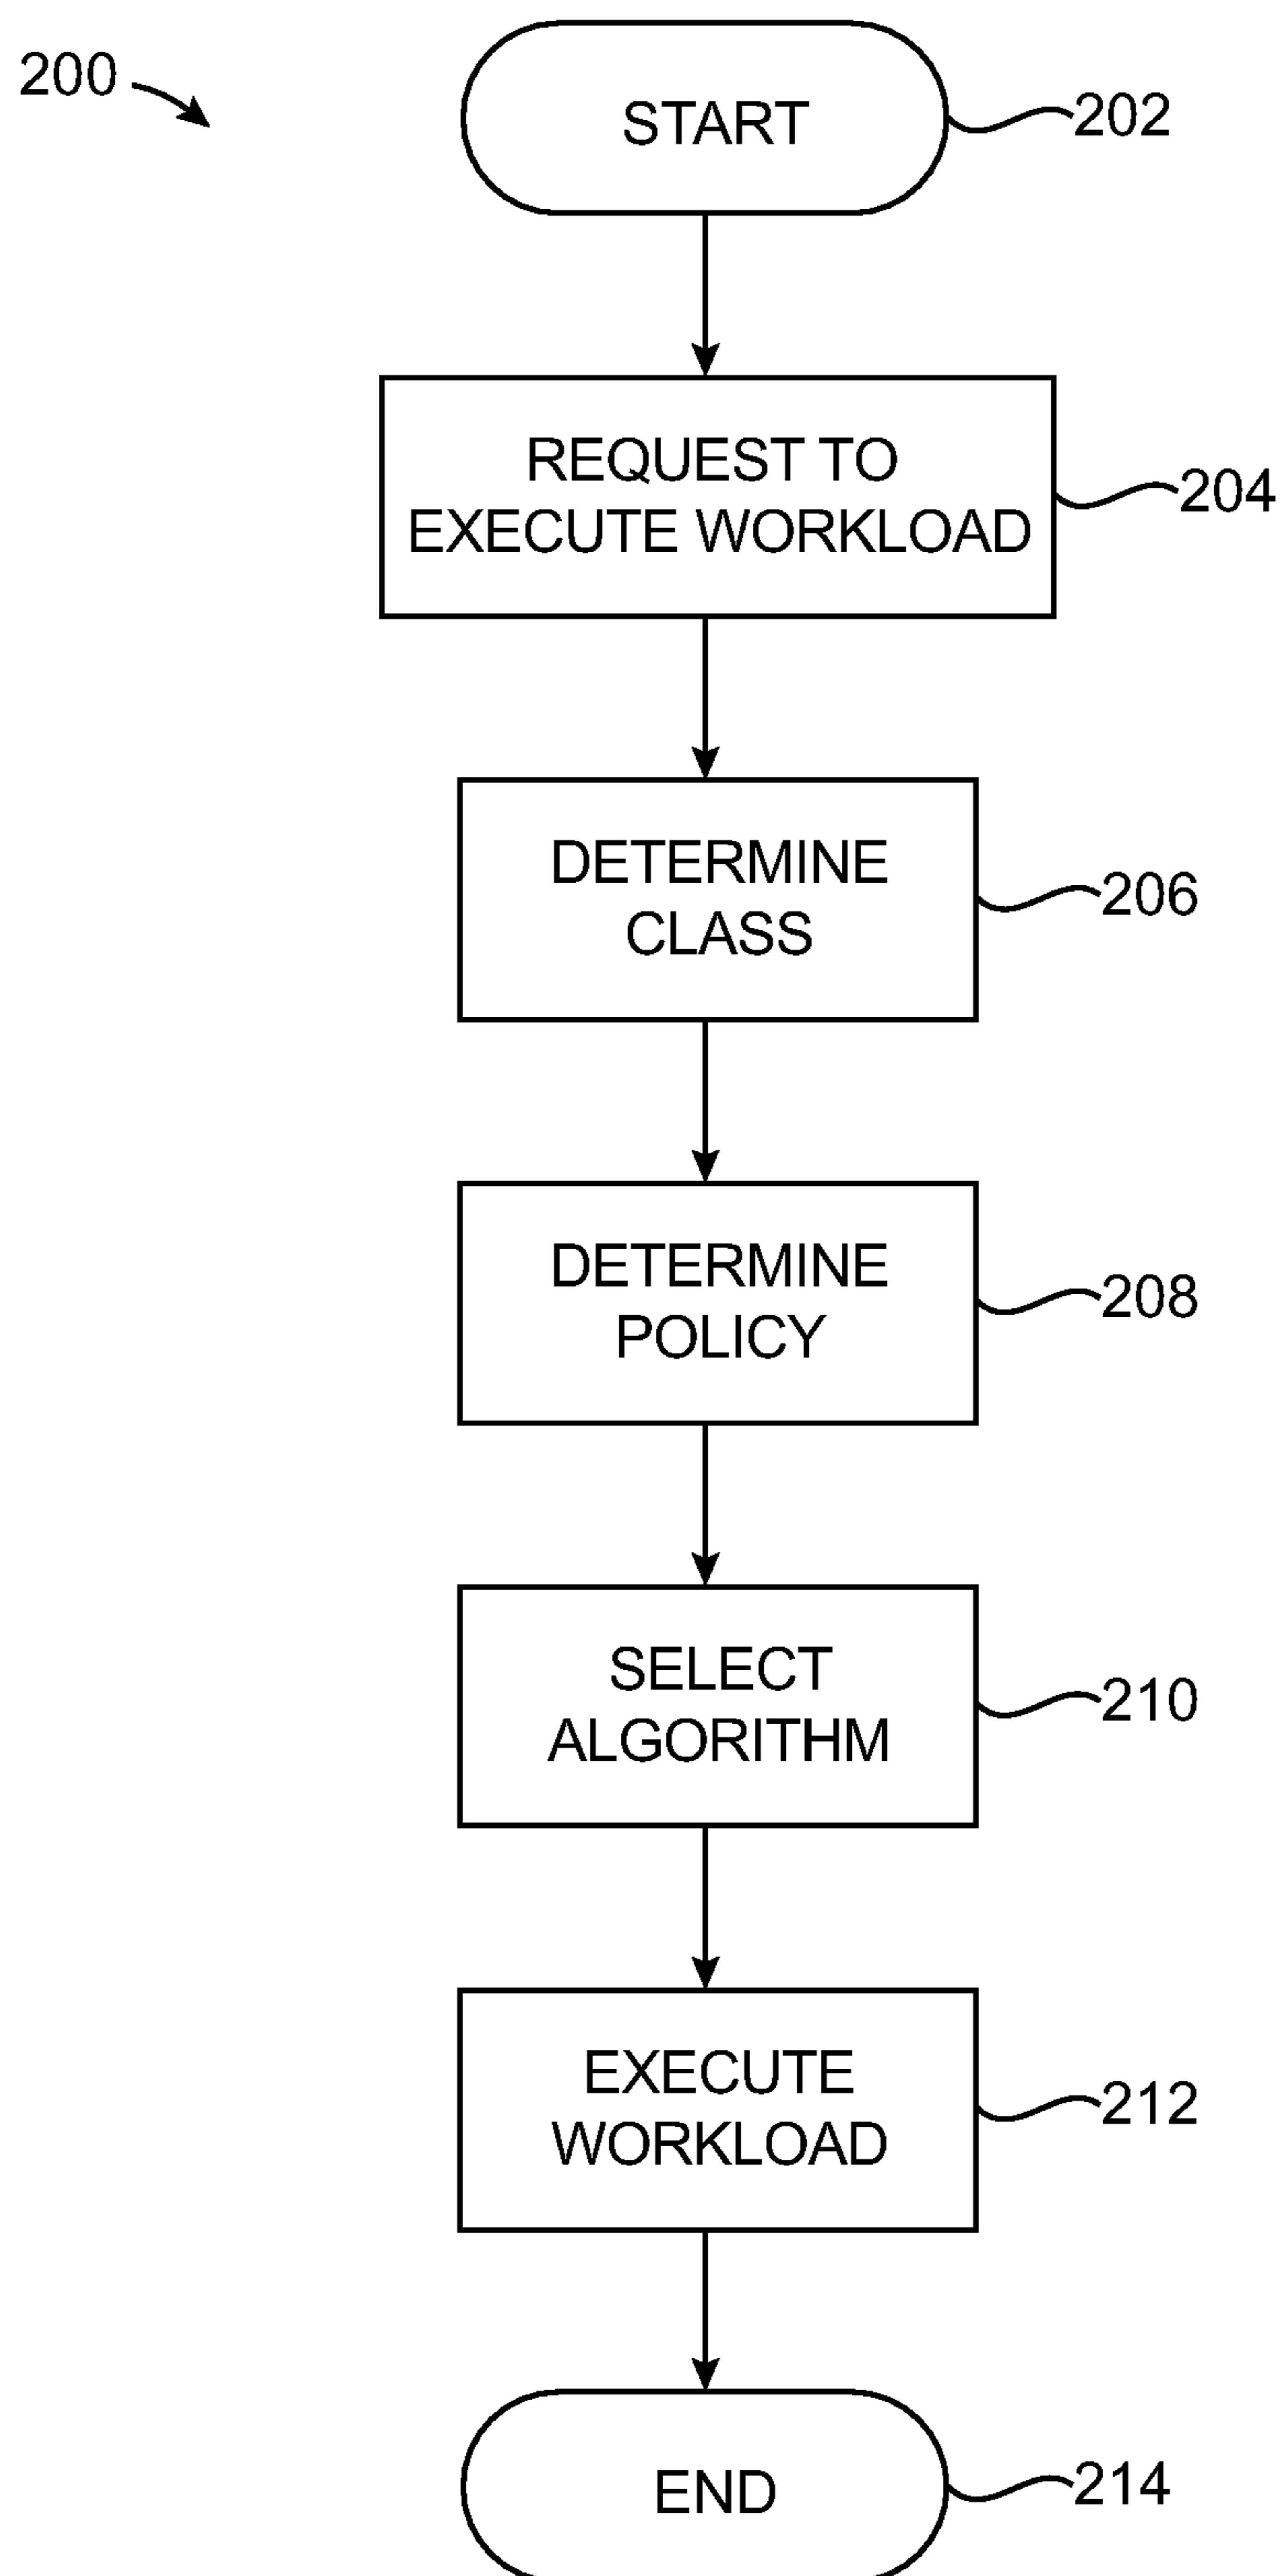 200
START
202
REQUEST TO
EXECUTE WORKLOAD
204
DETERMINE
CLASS
206
DETERMINE
POLICY
208
SELECT
ALGORITHM
210
EXECUTE
WORKLOAD
212
END
214